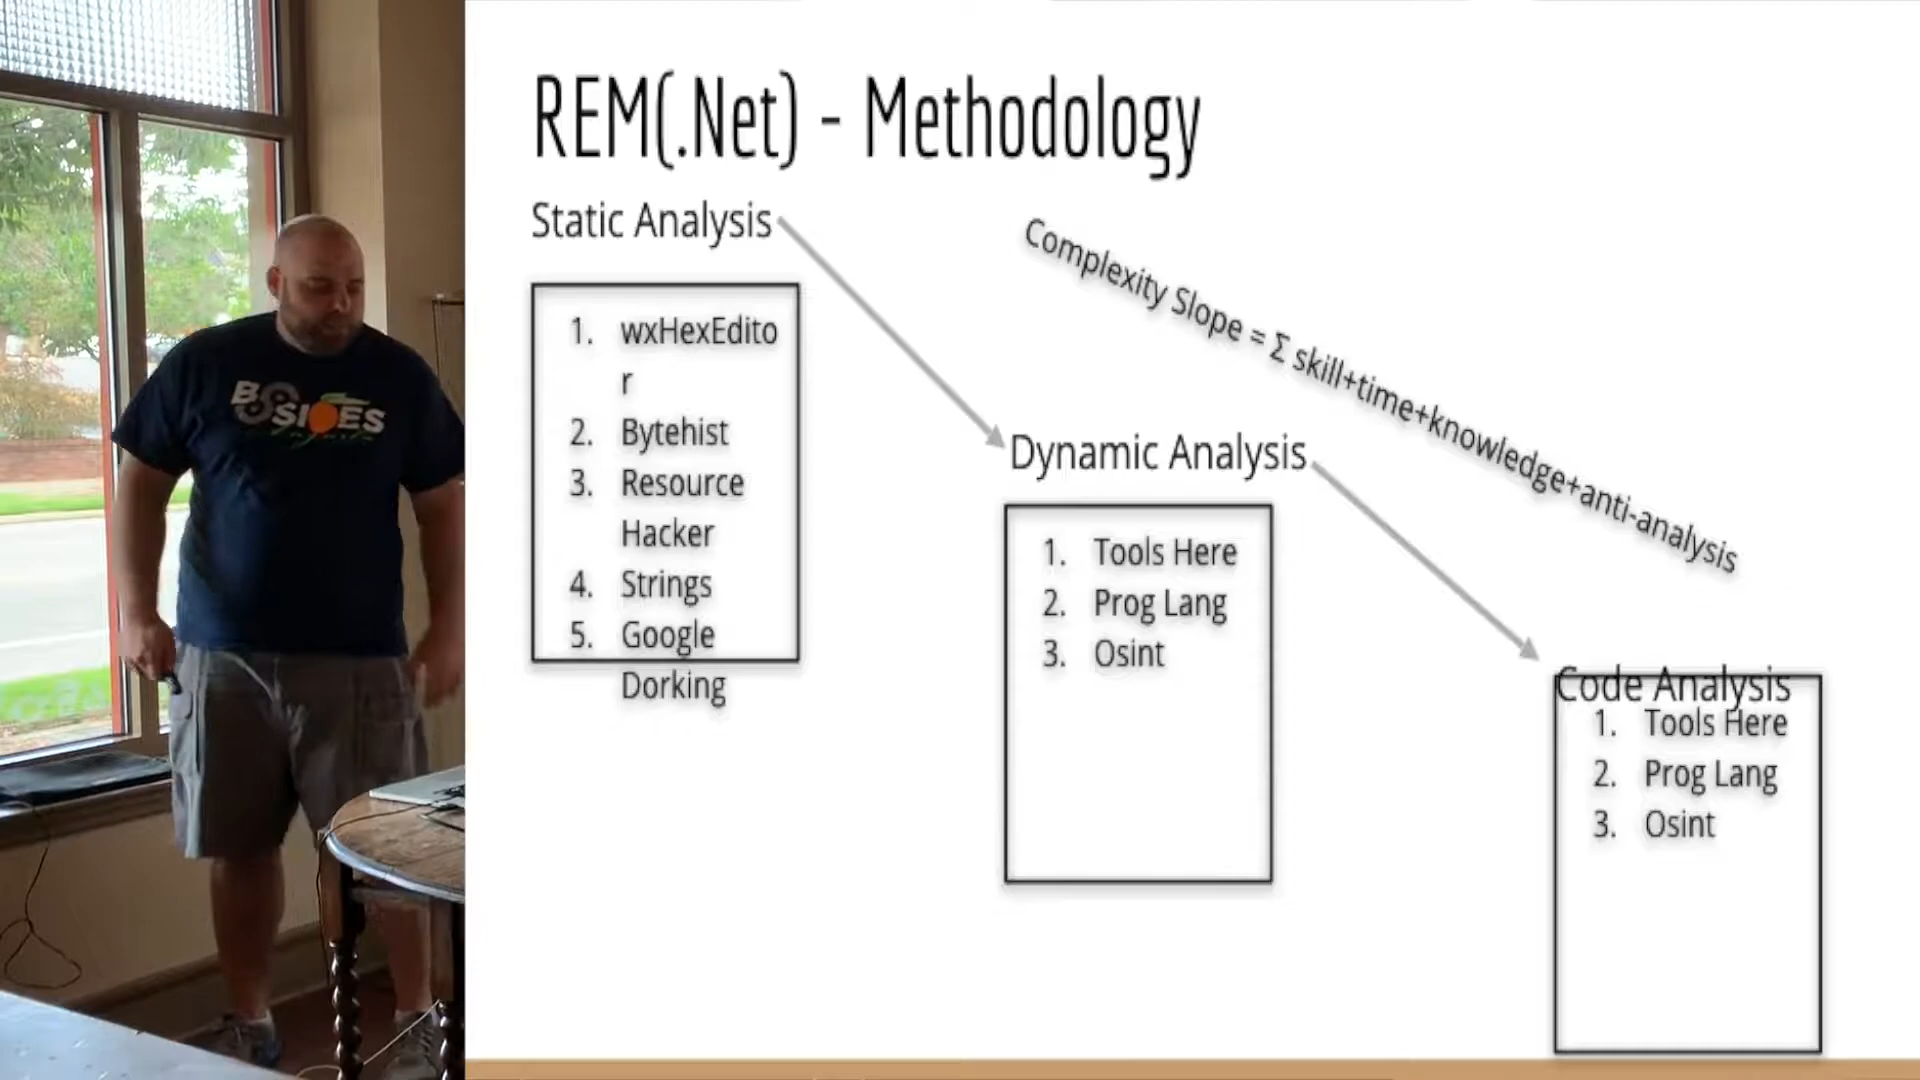 REM(.Net) - Methodology
Static Analysis
1. wxHexEdito
r
2. Bytehist
3. Resource
Hacker
4. Strings
5. Google
Dorking
Complexity Slope = Σ skill+time+knowledge+anti-analysis
Dynamic Analysis
1. Tools Here
2. Prog Lang
3. Osint
Code Analysis
1. Tools Here
2. Prog Lang
3. Osint
BSIDES